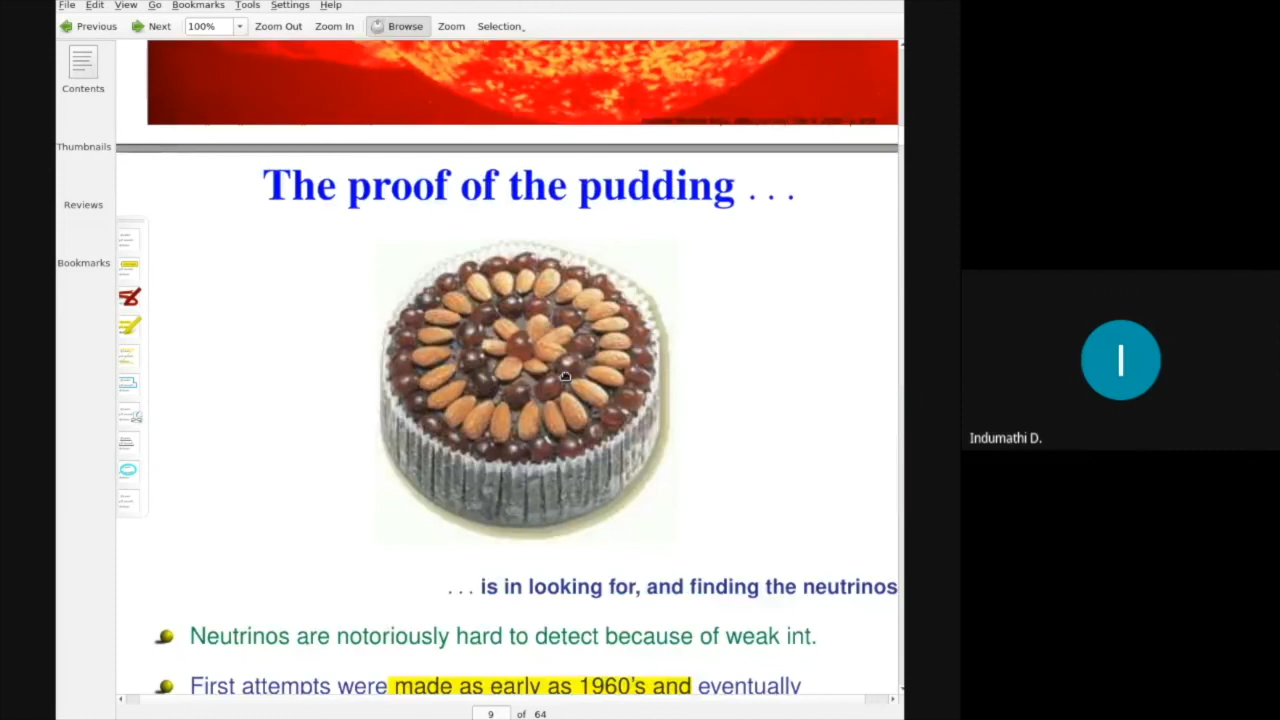 File Edit View Go Bookmarks Tools Settings Help
Previous Next 100% Zoom Out Zoom In Browse Zoom Selection
Contents
Thumbnails
Reviews
Bookmarks
The proof of the pudding . . .
. . . is in looking for, and finding the neutrinos
Neutrinos are notoriously hard to detect because of weak int.
First attempts were made as early as 1960's and eventually
9 of 64
I
Indumathi D.